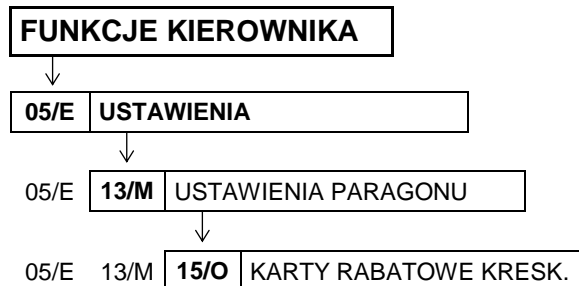 FUNKCJE KIEROWNIKA
05/E USTAWIENIA
05/E 13/M USTAWIENIA PARAGONU
05/E 13/M 15/O KARTY RABATOWE KRESK.